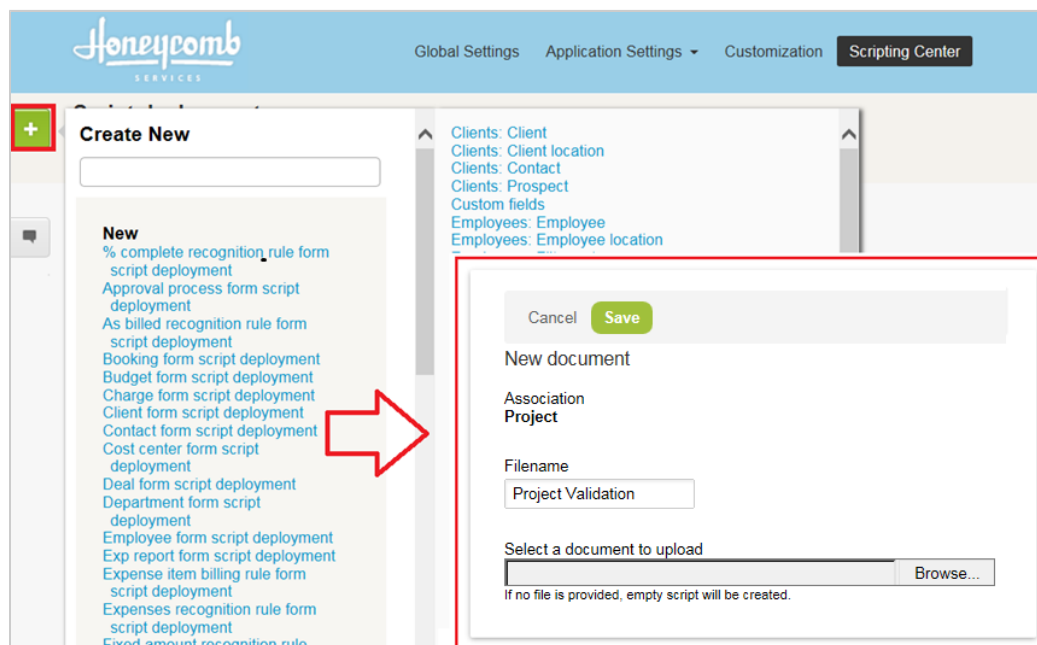 Honeycomb
SERVICES
Global Settings
Application Settings
Customization
Scripting Center
+
Create New
New
% complete recognition rule form
script deployment
Approval process form script
deployment
As billed recognition rule form
script deployment
Booking form script deployment
Budget form script deployment
Charge form script deployment
Client form script deployment
Contact form script deployment
Cost center form script
deployment
Deal form script deployment
Department form script
deployment
Employee form script deployment
Exp report form script deployment
Expense item billing rule form
script deployment
Expenses recognition rule form
script deployment
Fixed amount recognition rule
Clients: Client
Clients: Client location
Clients: Contact
Clients: Prospect
Custom fields
Employees: Employee
Employees: Employee location
Cancel
Save
New document
Association
Project
Filename
Project Validation
Select a document to upload
Browse...
If no file is provided, empty script will be created.